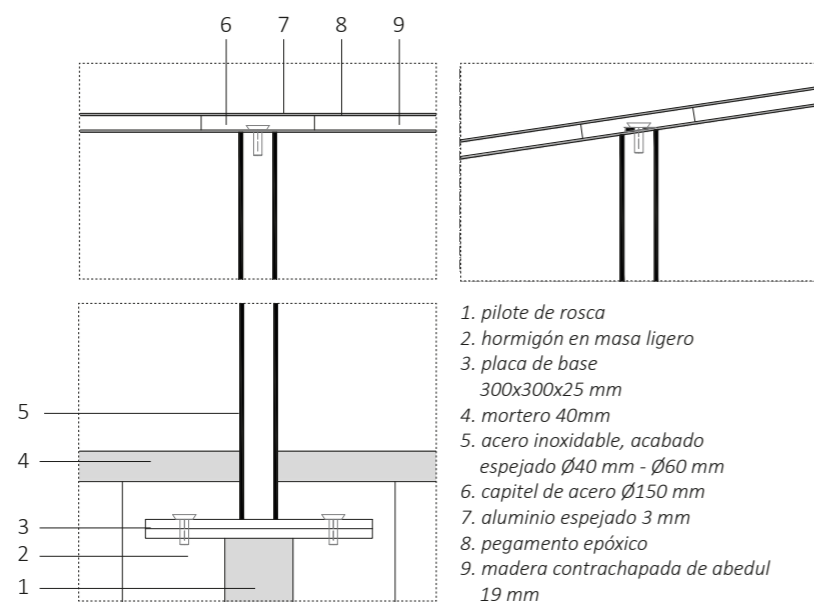 6 7 8 9
5
4
3
2
1
1. pilote de rosca
2. hormigón en masa ligero
3. placa de base
300x300x25 mm
4. mortero 40mm
5. acero inoxidable, acabado
espejado Ø40 mm - Ø60 mm
6. capitel de acero Ø150 mm
7. aluminio espejado 3 mm
8. pegamento epóxico
9. madera contrachapada de abedul
19 mm